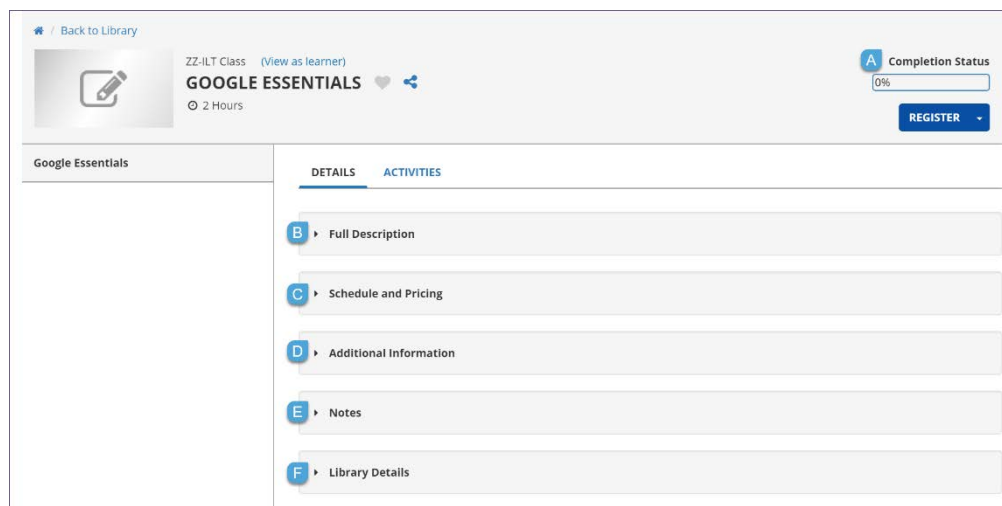 / Back to Library
ZZ-ILT Class (View as learner)
GOOGLE ESSENTIALS
2 Hours
A Completion Status
0%
REGISTER
Google Essentials
DETAILS ACTIVITIES
B Full Description
C Schedule and Pricing
D Additional Information
E Notes
F Library Details